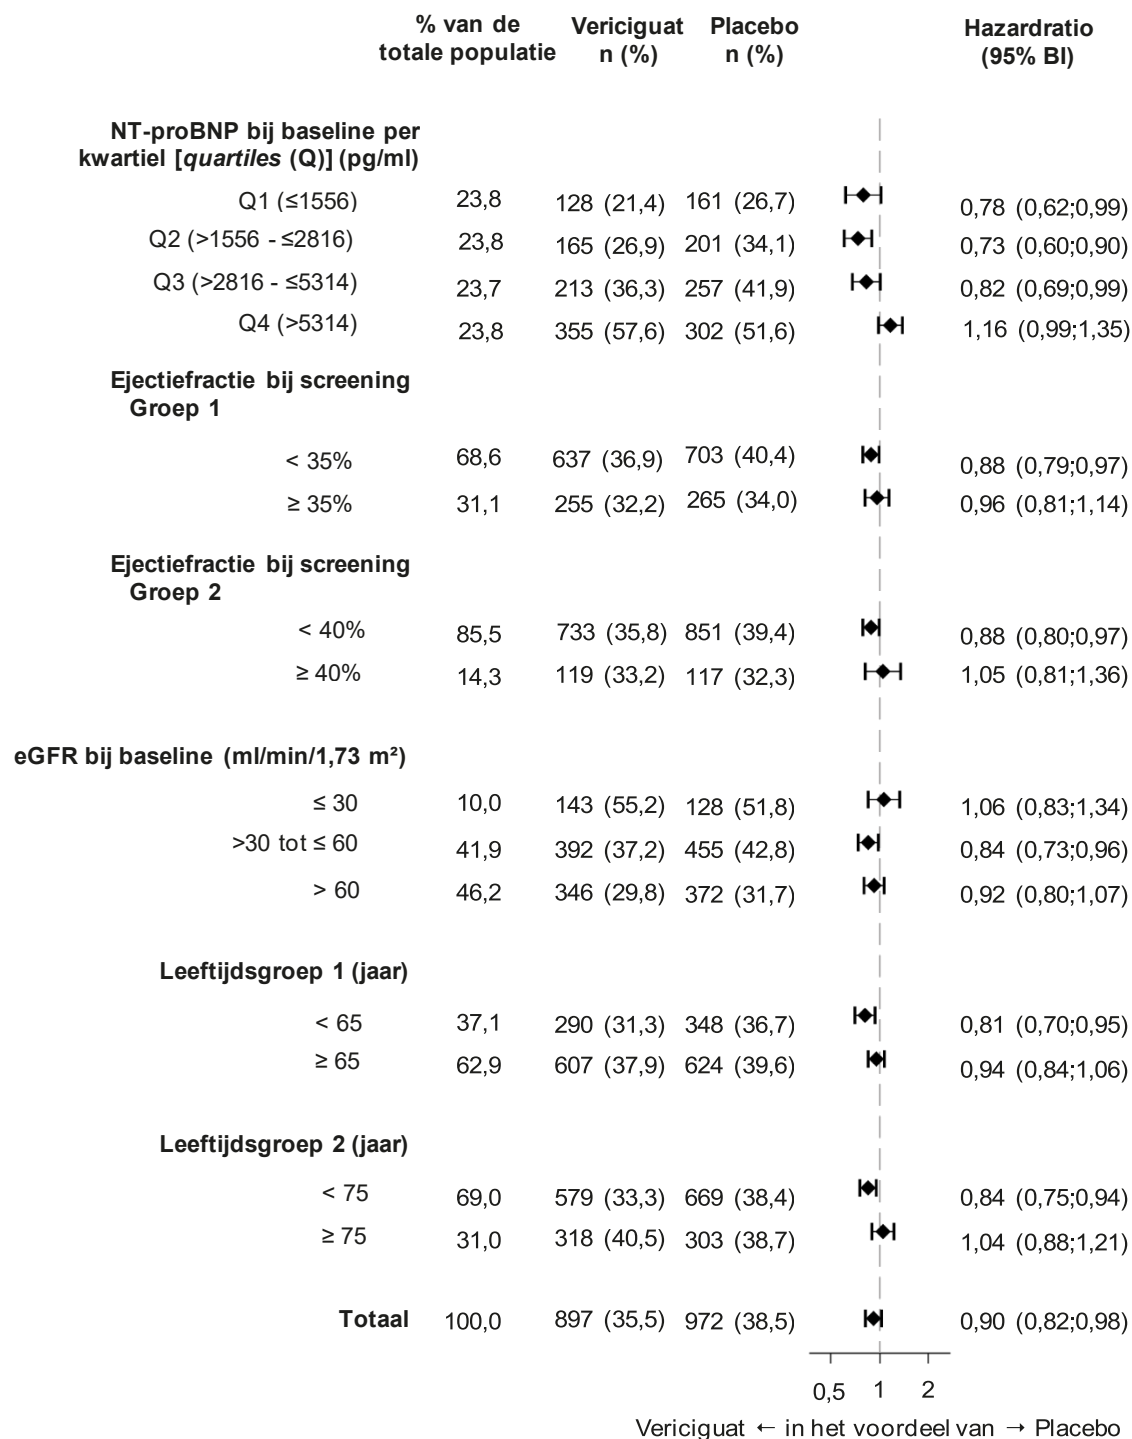 % van de totale populatie Vericiguat n (%) Placebo n (%) Hazardratio (95% BI)
NT-proBNP bij baseline per
kwartiel [quartiles (Q)] (pg/ml)
Q1 (≤1556) 23,8 128 (21,4) 161 (26,7) 0,78 (0,62;0,99)
Q2 (>1556 - ≤2816) 23,8 165 (26,9) 201 (34,1) 0,73 (0,60;0,90)
Q3 (>2816 - ≤5314) 23,7 213 (36,3) 257 (41,9) 0,82 (0,69;0,99)
Q4 (>5314) 23,8 355 (57,6) 302 (51,6) 1,16 (0,99;1,35)
Ejectiefractie bij screening
Groep 1
< 35% 68,6 637 (36,9) 703 (40,4) 0,88 (0,79;0,97)
≥ 35% 31,1 255 (32,2) 265 (34,0) 0,96 (0,81;1,14)
Ejectiefractie bij screening
Groep 2
< 40% 85,5 733 (35,8) 851 (39,4) 0,88 (0,80;0,97)
≥ 40% 14,3 119 (33,2) 117 (32,3) 1,05 (0,81;1,36)
eGFR bij baseline (ml/min/1,73 m²)
≤ 30 10,0 143 (55,2) 128 (51,8) 1,06 (0,83;1,34)
>30 tot ≤ 60 41,9 392 (37,2) 455 (42,8) 0,84 (0,73;0,96)
> 60 46,2 346 (29,8) 372 (31,7) 0,92 (0,80;1,07)
Leeftijdsgroep 1 (jaar)
< 65 37,1 290 (31,3) 348 (36,7) 0,81 (0,70;0,95)
≥ 65 62,9 607 (37,9) 624 (39,6) 0,94 (0,84;1,06)
Leeftijdsgroep 2 (jaar)
< 75 69,0 579 (33,3) 669 (38,4) 0,84 (0,75;0,94)
≥ 75 31,0 318 (40,5) 303 (38,7) 1,04 (0,88;1,21)
Totaal 100,0 897 (35,5) 972 (38,5) 0,90 (0,82;0,98)
0,5 1 2
Vericiguat ← in het voordeel van → Placebo